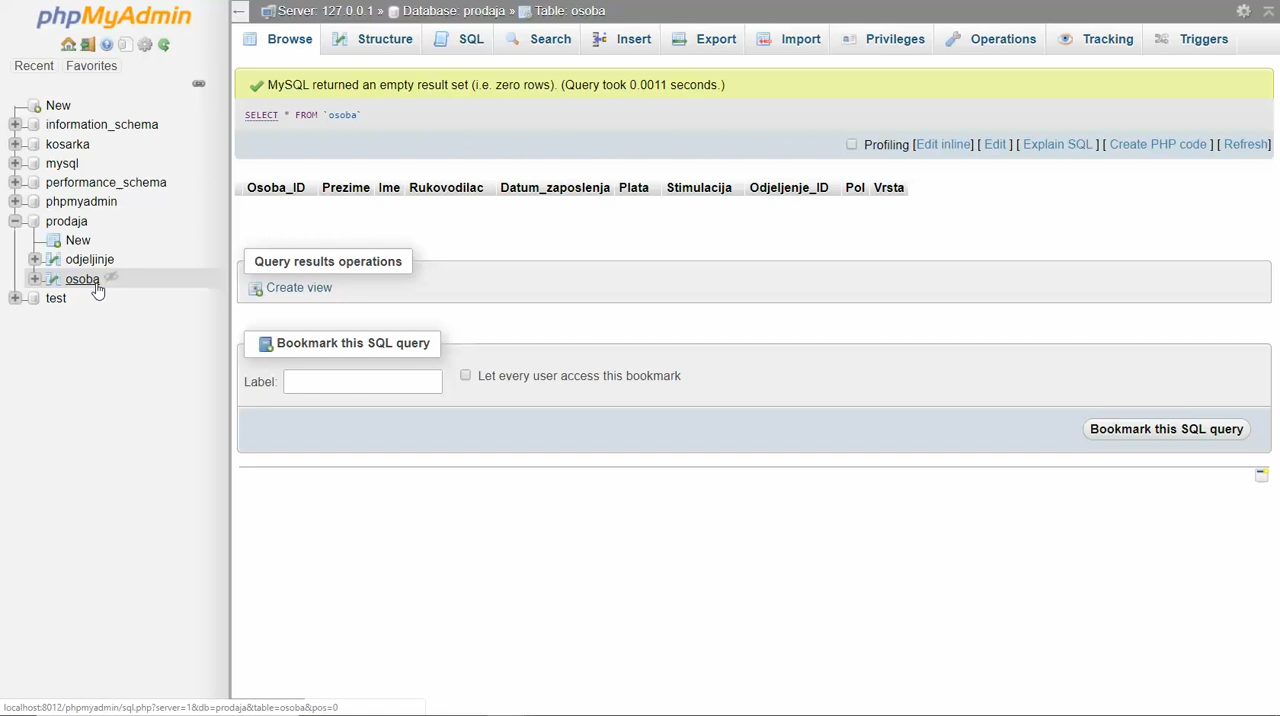 phpMyAdmin
Recent Favorites
New
information_schema
kosarka
mysql
performance_schema
phpmyadmin
prodaja
New
odjeljinje
osoba
test
Server: 127.0.0.1 » Database: prodaja » Table: osoba
Browse Structure SQL Search Insert Export Import Privileges Operations Tracking Triggers
MySQL returned an empty result set (i.e. zero rows). (Query took 0.0011 seconds.)
SELECT * FROM `osoba`
Profiling [Edit inline] [ Edit ] [ Explain SQL ] [ Create PHP code ] [ Refresh]
Osoba_ID Prezime Ime Rukovodilac Datum_zaposlenja Plata Stimulacija Odjeljenje_ID Pol Vrsta
Query results operations
Create view
Bookmark this SQL query
Label: Let every user access this bookmark
Bookmark this SQL query
localhost:8012/phpmyadmin/sql.php?server=1&db=prodaja&table=osoba&pos=0